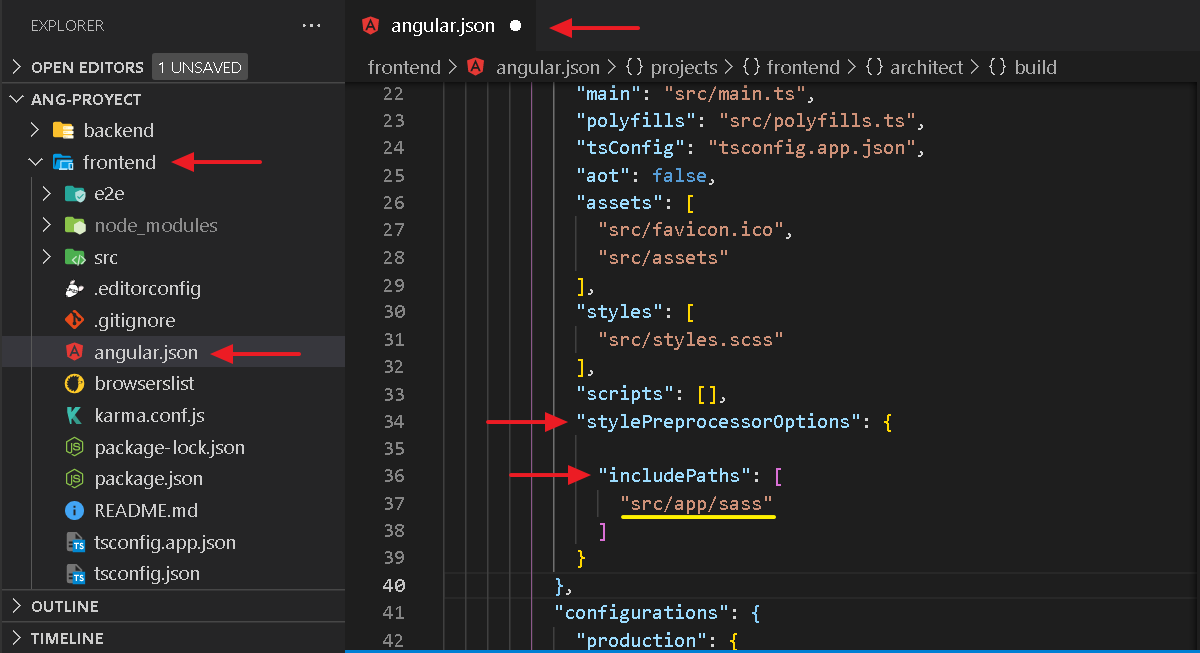 EXPLORER
OPEN EDITORS 1 UNSAVED
ANG-PROYECT
backend
frontend
e2e
node_modules
src
.editorconfig
.gitignore
angular.json
browserslist
karma.conf.js
package-lock.json
package.json
README.md
tsconfig.app.json
tsconfig.json
OUTLINE
TIMELINE
angular.json
frontend > angular.json > {} projects > {} frontend > {} architect > {} build
22 "main": "src/main.ts",
23 "polyfills": "src/polyfills.ts",
24 "tsConfig": "tsconfig.app.json",
25 "aot": false,
26 "assets": [
27 "src/favicon.ico",
28 "src/assets"
29 ],
30 "styles": [
31 "src/styles.scss"
32 ],
33 "scripts": [],
34 "stylePreprocessorOptions": {
35
36 "includePaths": [
37 "src/app/sass"
38 ]
39 }
40 },
41 "configurations": {
42 "production": {